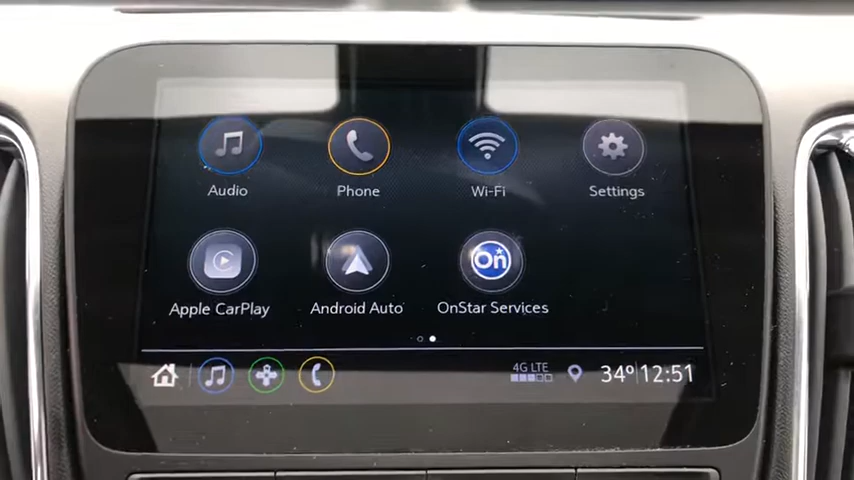 Audio
Phone
Wi-Fi
Settings
Apple CarPlay
Android Auto
On
OnStar Services
4G LTE
34° 12:51